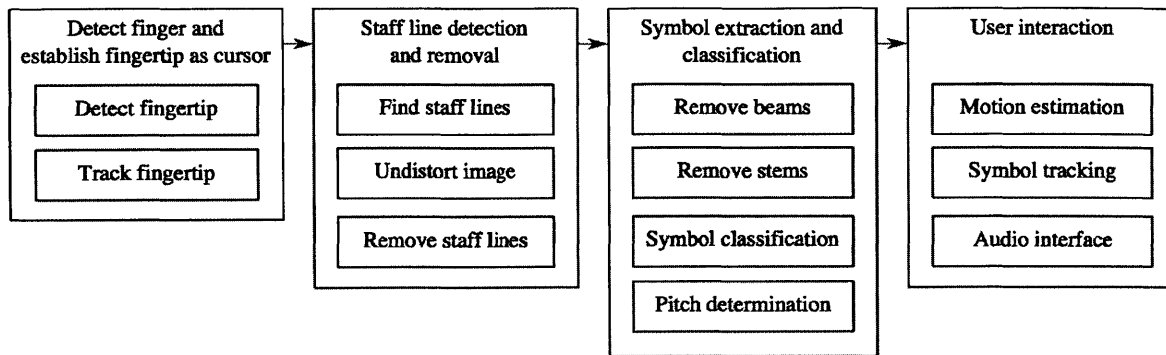 Detect finger and
establish fingertip as cursor
Detect fingertip
Track fingertip
Staff line detection
and removal
Find staff lines
Undistort image
Remove staff lines
Symbol extraction and
classification
Remove beams
Remove stems
Symbol classification
Pitch determination
User interaction
Motion estimation
Symbol tracking
Audio interface